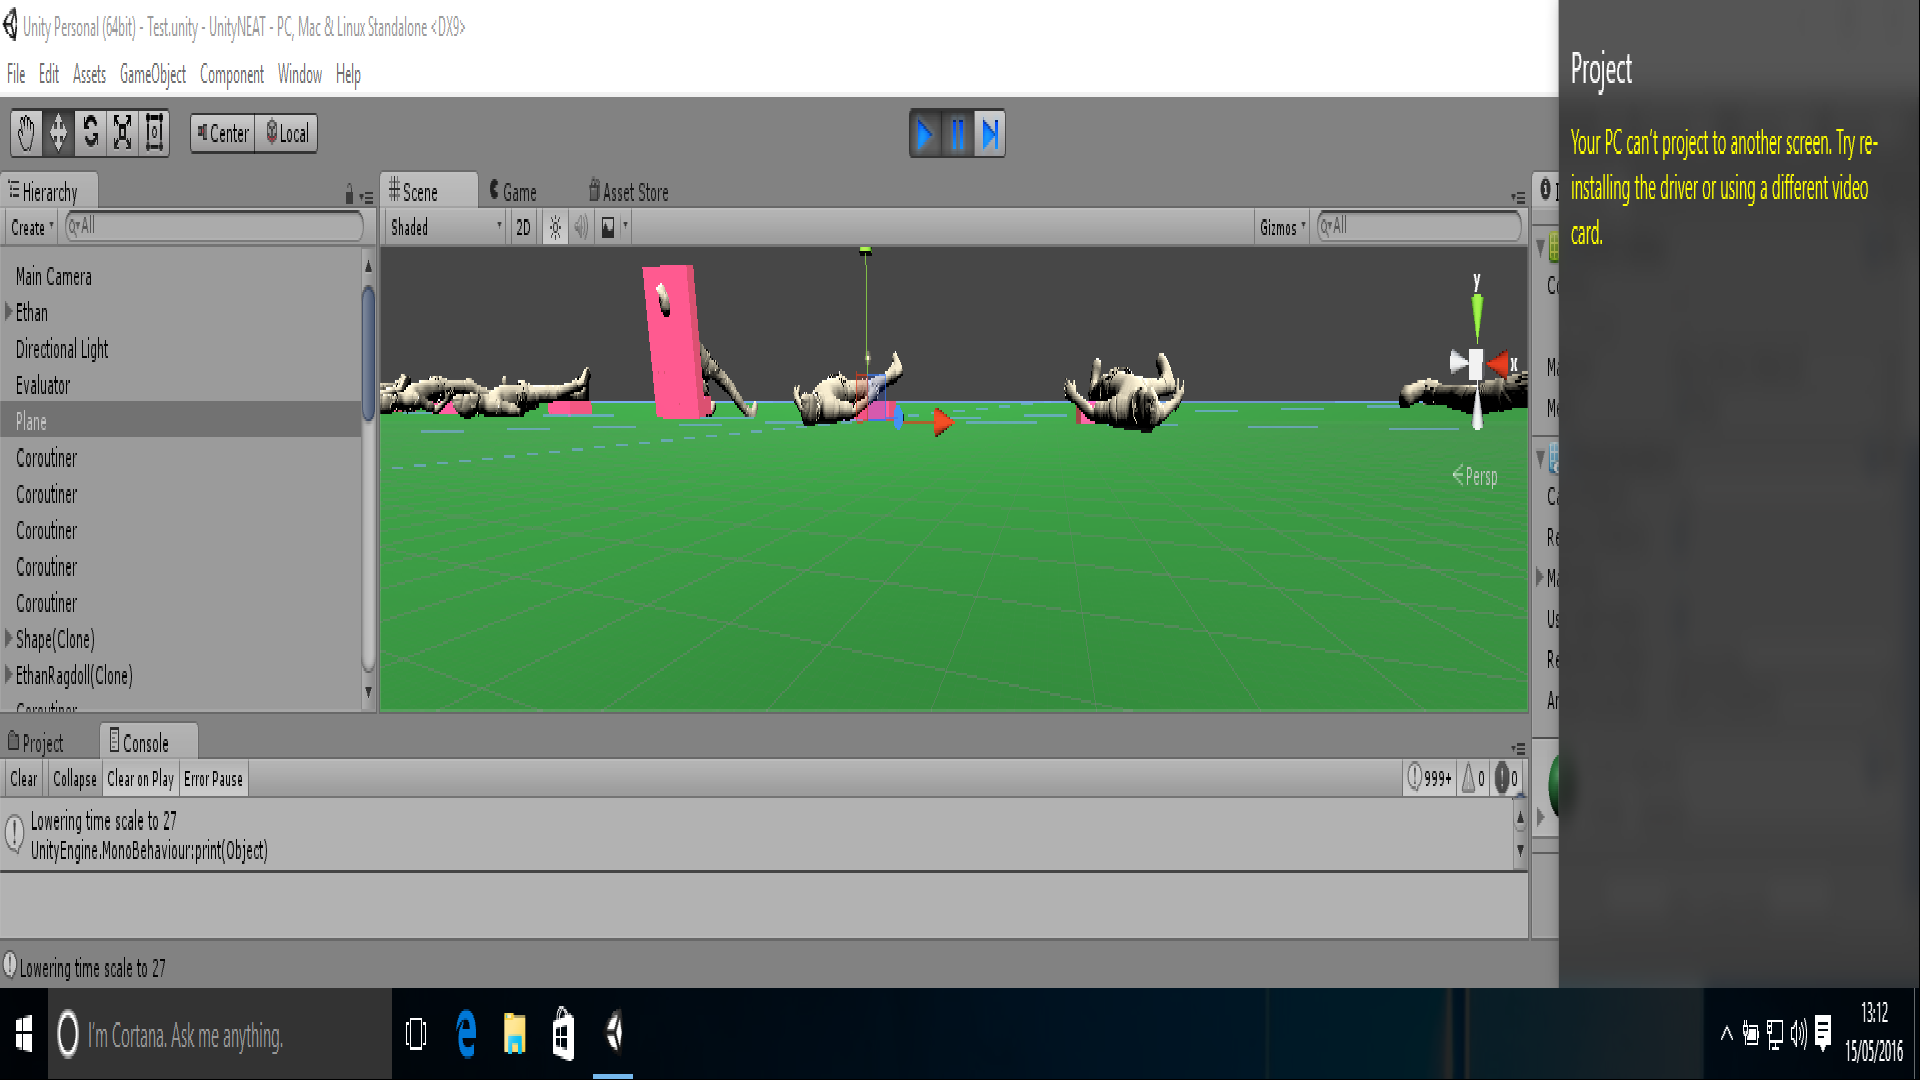 Unity Personal (64bit) - Test.unity - UnityNEAT - PC, Mac & Linux Standalone <DX9>
File Edit Assets GameObject Component Window Help
Center Local
Hierarchy
Create All
Main Camera
Ethan
Directional Light
Evaluator
Plane
Coroutiner
Coroutiner
Coroutiner
Coroutiner
Coroutiner
Shape(Clone)
EthanRagdoll(Clone)
Coroutiner
Scene Game Asset Store
Shaded 2D Gizmos All
y
x
Persp
Project Console
Clear Collapse Clear on Play Error Pause 999+ 0 0
Lowering time scale to 27
UnityEngine.MonoBehaviour:print(Object)
Lowering time scale to 27
Project
Your PC can't project to another screen. Try re-
installing the driver or using a different video
card.
I'm Cortana. Ask me anything.
13:12
15/05/2016